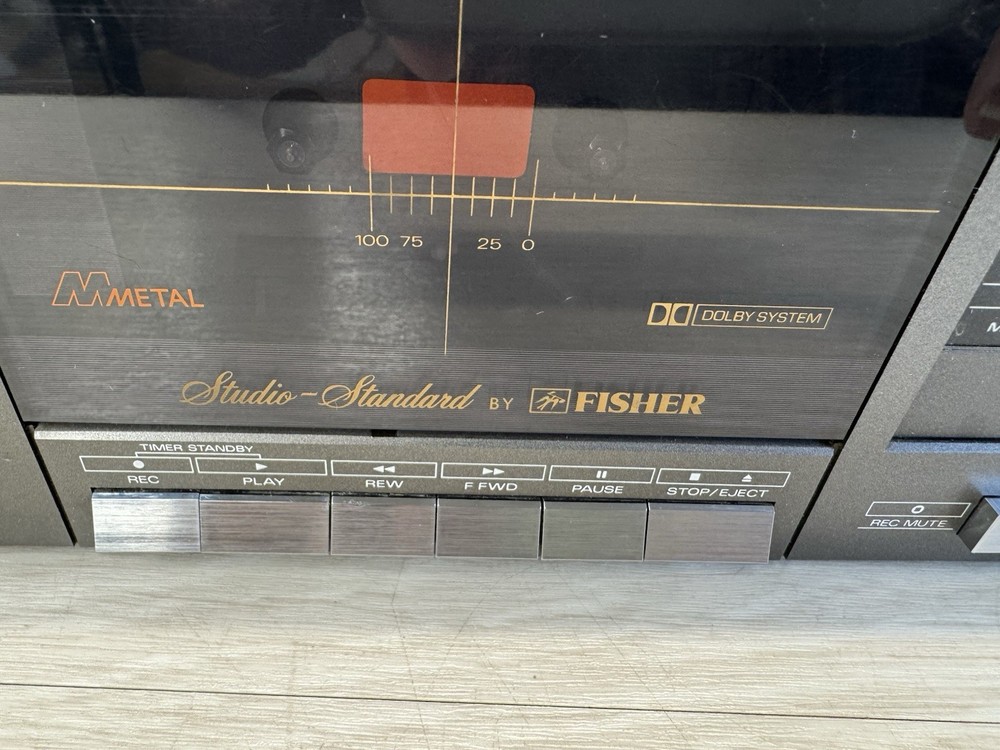 100 75 25 0
METAL
DOLBY SYSTEM
Studio-Standard BY FISHER
TIMER STANDBY
REC PLAY REW F FWD PAUSE STOP/EJECT
REC MUTE